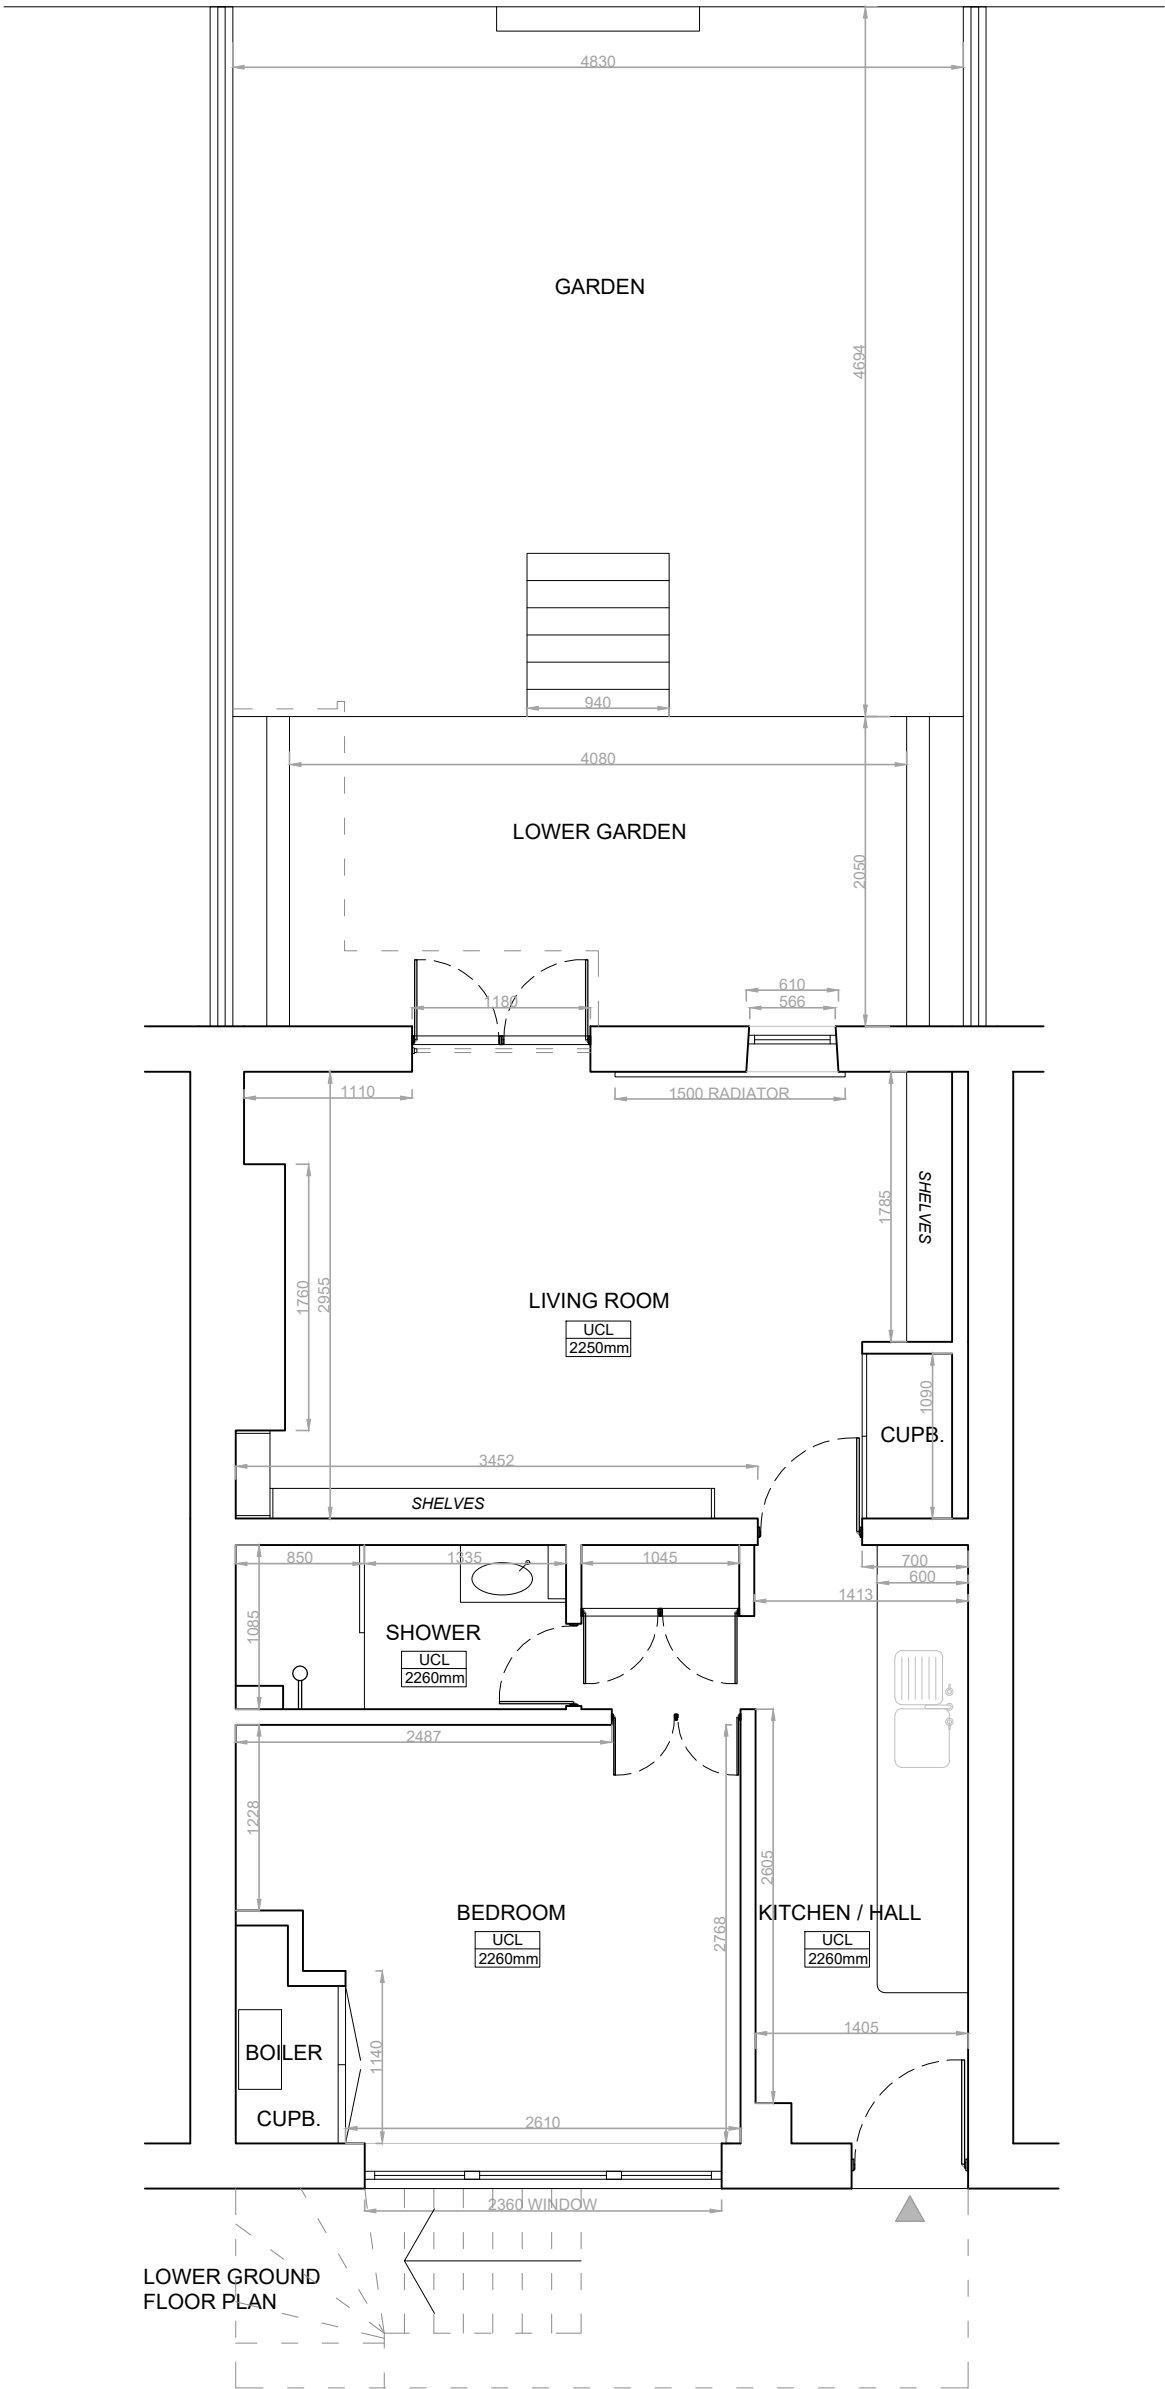 4830
GARDEN
4694
940
4080
LOWER GARDEN
2050
610
566
1180
1110
1500 RADIATOR
SHELVES
1785
1760
2955
LIVING ROOM
UCL
2250mm
1090
CUPB.
3452
SHELVES
850
1335
1045
700
600
1413
1085
SHOWER
UCL
2260mm
2487
1228
2605
BEDROOM
UCL
2260mm
2768
KITCHEN / HALL
UCL
2260mm
1405
BOILER
1140
CUPB.
2610
2360 WINDOW
LOWER GROUND
FLOOR PLAN